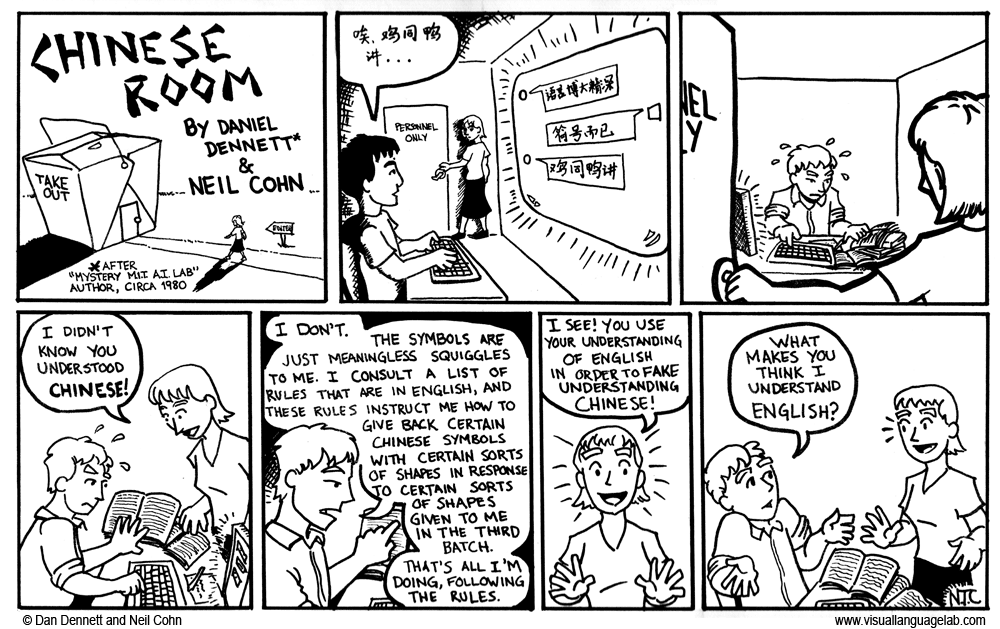 CHINESE
ROOM
BY DANIEL
DENNETT*
&
NEIL COHN
TAKE
OUT
*AFTER
"MYSTERY M.I.T. A.I. LAB"
AUTHOR, CIRCA 1980
唉、鸡同鸭
讲...
PERSONNEL
ONLY
语言博大精深
符号而已
鸡同鸭讲
NEL
Y
I DIDN'T
KNOW YOU
UNDERSTOOD
CHINESE!
I DON'T.
THE SYMBOLS ARE
JUST MEANINGLESS SQUIGGLES
TO ME. I CONSULT A LIST OF
RULES THAT ARE IN ENGLISH, AND
THESE RULES INSTRUCT ME HOW TO
GIVE BACK CERTAIN
CHINESE SYMBOLS
WITH CERTAIN SORTS
OF SHAPES IN RESPONSE
TO CERTAIN SORTS
OF SHAPES
GIVEN TO ME
IN THE THIRD
BATCH.
THAT'S ALL I'M
DOING, FOLLOWING
THE RULES.
I SEE! YOU USE
YOUR UNDERSTANDING
OF ENGLISH
IN ORDER TO FAKE
UNDERSTANDING
CHINESE!
WHAT
MAKES YOU
THINK I
UNDERSTAND
ENGLISH?
N.T.C
© Dan Dennett and Neil Cohn
www.visuallanguagelab.com